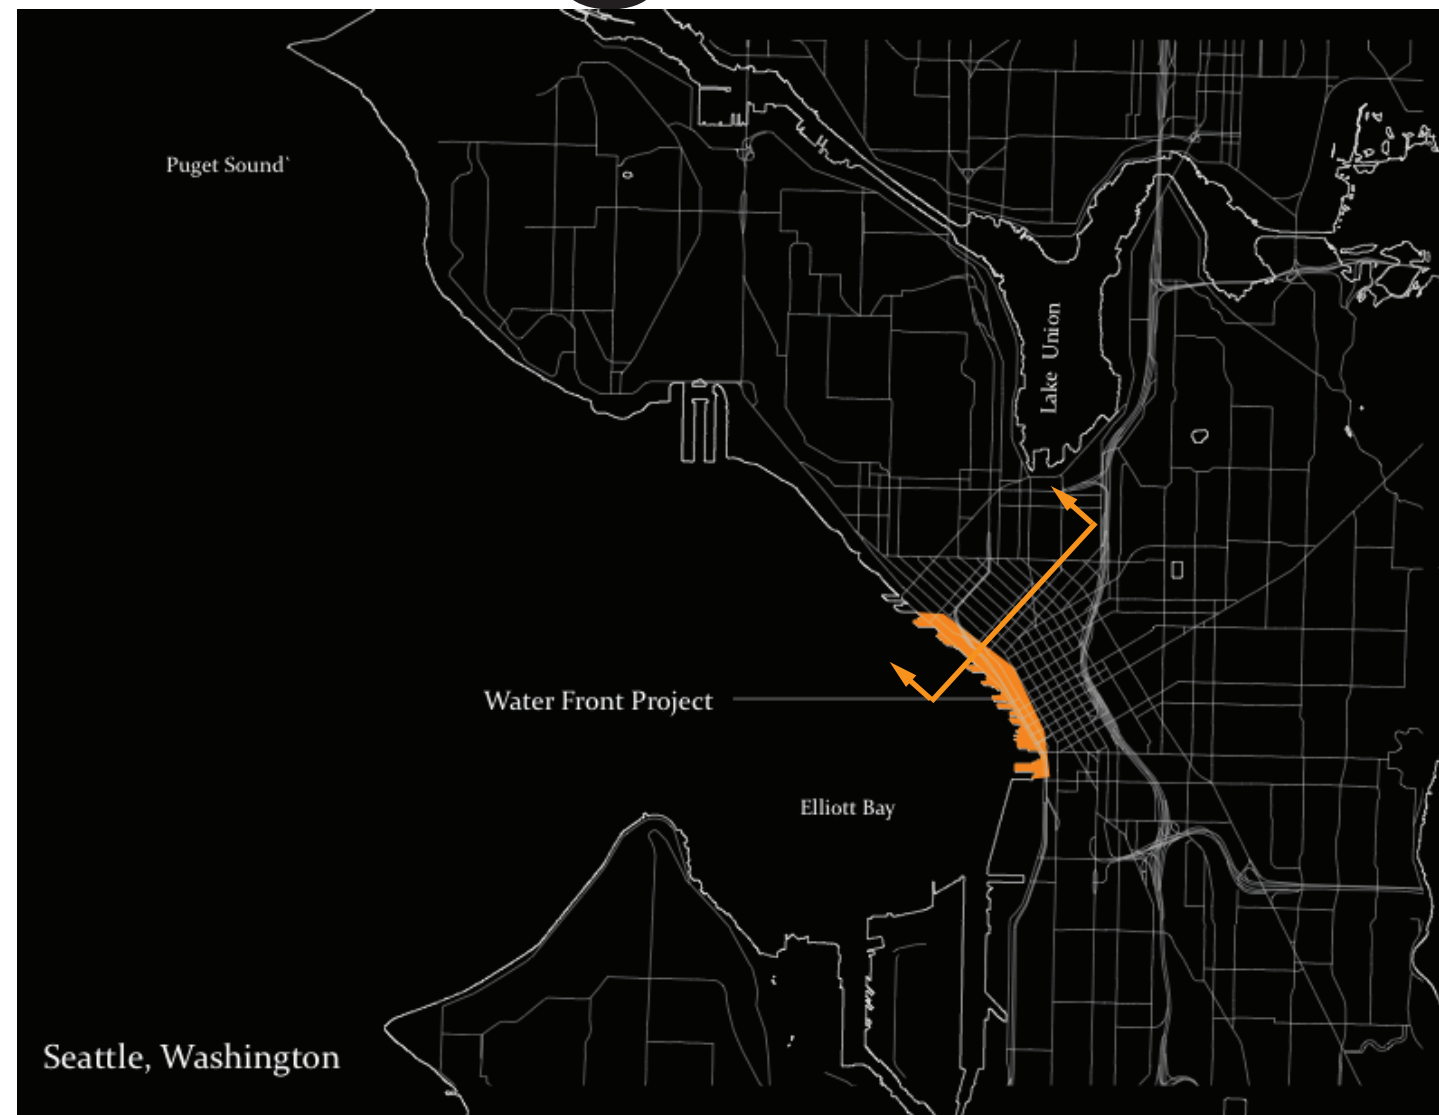 Puget Sound`
Lake Union
Water Front Project
Elliott Bay
Seattle, Washington